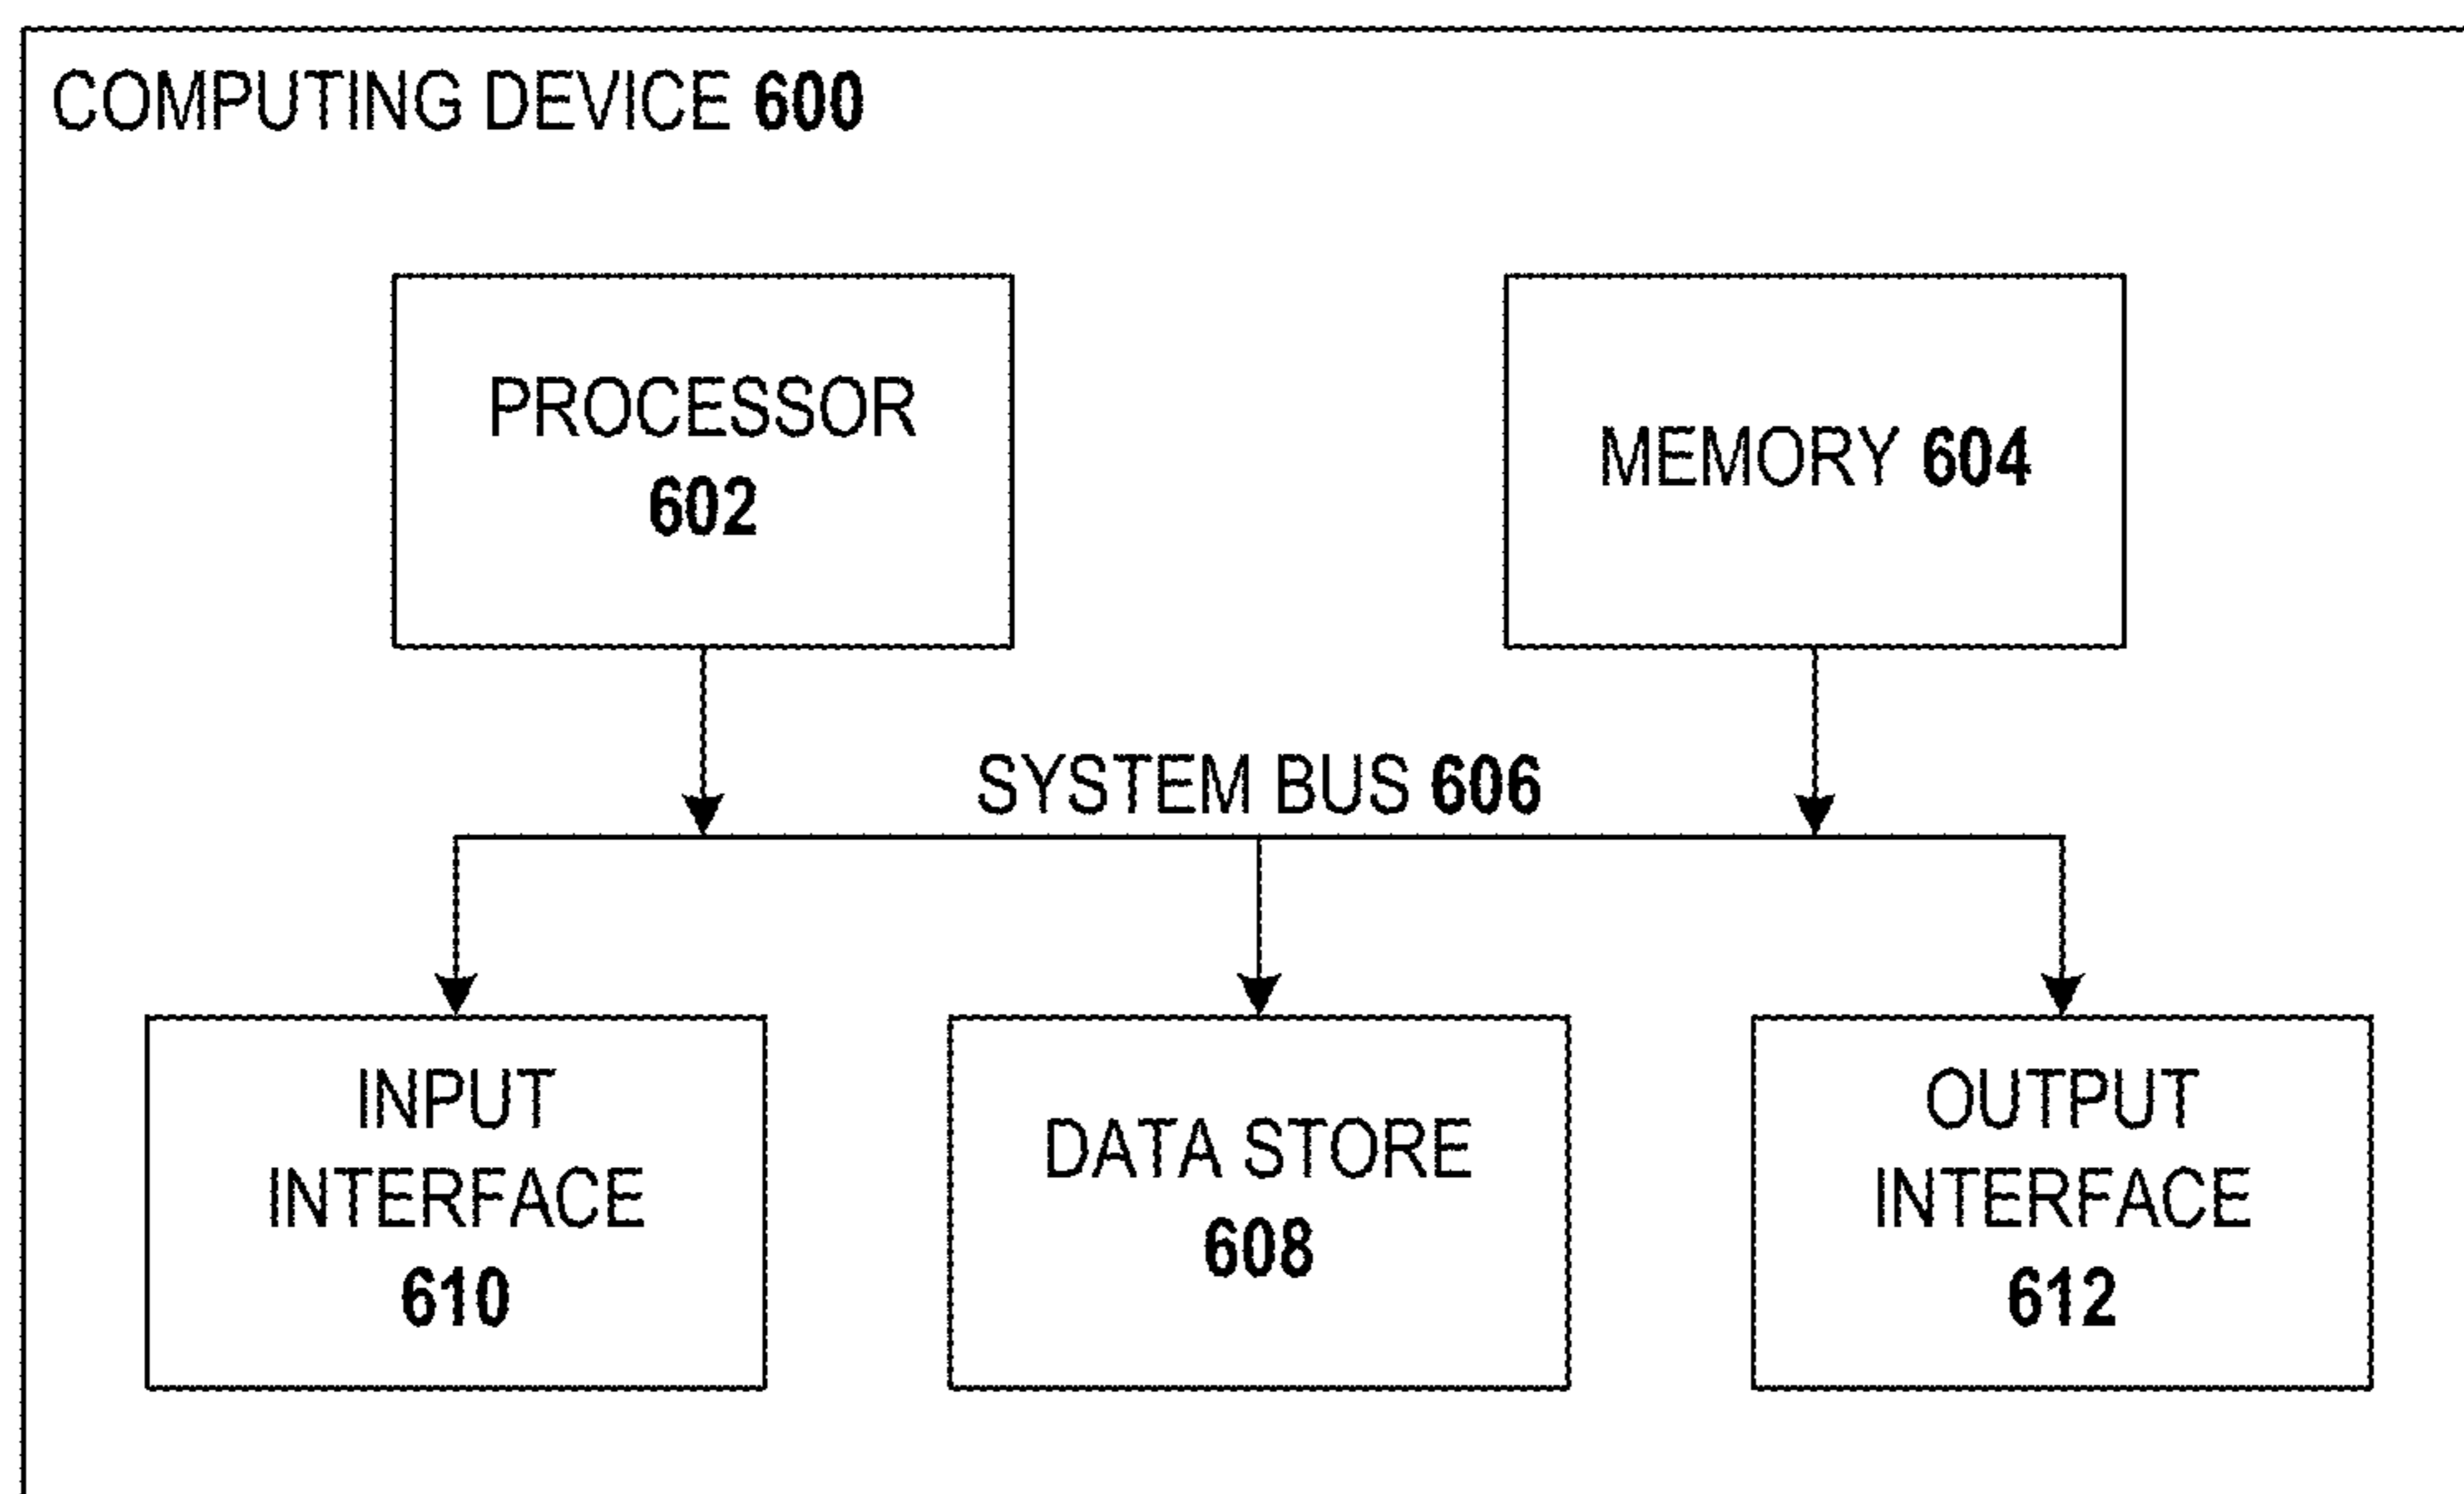 COMPUTING DEVICE 600
PROCESSOR
602
MEMORY 604
SYSTEM BUS 606
INPUT
INTERFACE
610
DATA STORE
608
OUTPUT
INTERFACE
612